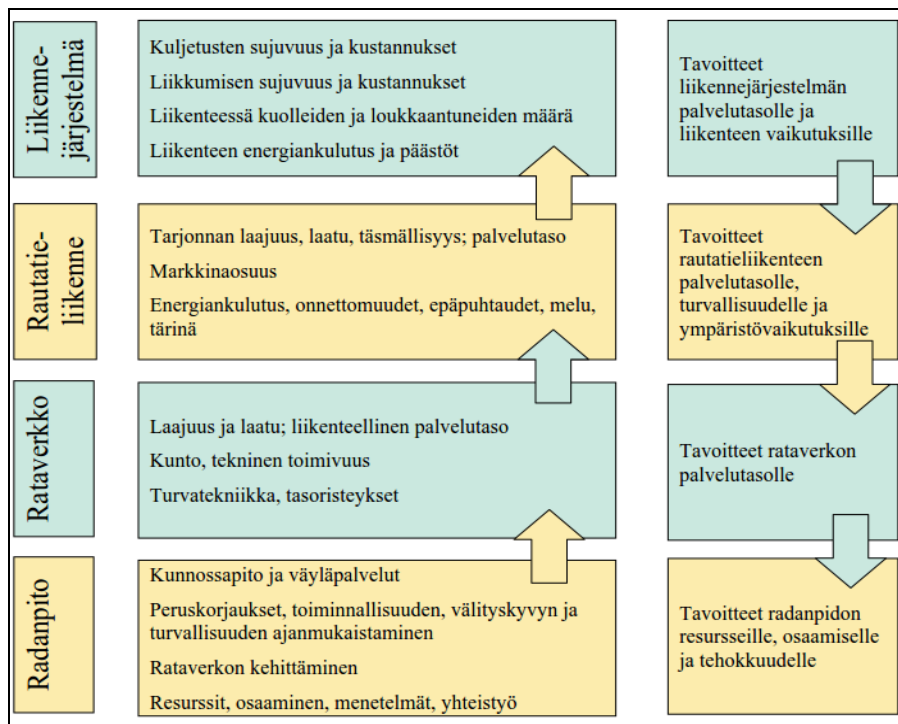 Liikenne-
järjestelmä
Kuljetusten sujuvuus ja kustannukset
Liikkumisen sujuvuus ja kustannukset
Liikenteessä kuolleiden ja loukkaantuneiden määrä
Liikenteen energiankulutus ja päästöt
Tavoitteet
liikennejärjestelmän
palvelutasolle ja
liikenteen vaikutuksille
Rautatie-
liikenne
Tarjonnan laajuus, laatu, täsmällisyys; palvelutaso
Markkinaosuus
Energiankulutus, onnettomuudet, epäpuhtaudet, melu,
tärinä
Tavoitteet
rautatieliikenteen
palvelutasolle,
turvallisuudelle ja
ympäristövaikutuksille
Rataverkko
Laajuus ja laatu; liikenteellinen palvelutaso
Kunto, tekninen toimivuus
Turvatekniikka, tasoristeykset
Tavoitteet rataverkon
palvelutasolle
Radanpito
Kunnossapito ja väyläpalvelut
Peruskorjaukset, toiminnallisuuden, välityskyvyn ja
turvallisuuden ajanmukaistaminen
Rataverkon kehittäminen
Resurssit, osaaminen, menetelmät, yhteistyö
Tavoitteet radanpidon
resursseille, osaamiselle
ja tehokkuudelle